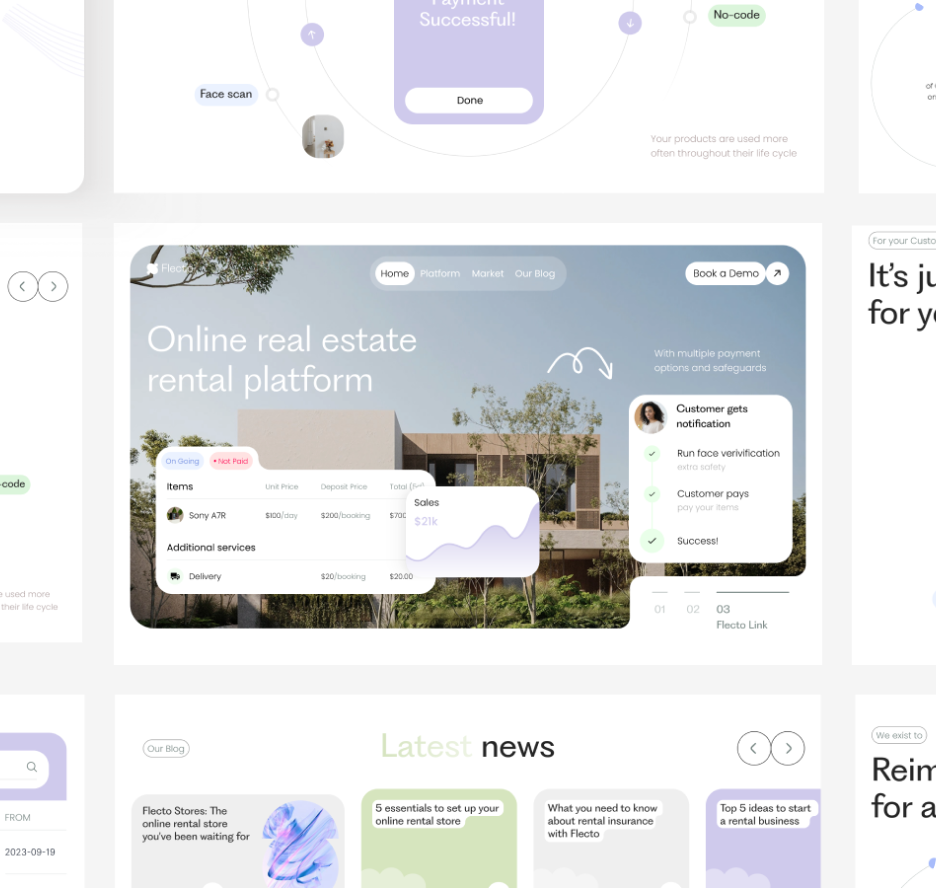 Payment
Successful!
No-code
Face scan
Done
Your products are used more
often throughout their life cycle
of
on
Flecto
Home
Platform
Market
Our Blog
Book a Demo
Online real estate
rental platform
With multiple payment
options and safeguards
Customer gets
notification
Run face verivification
extra safety
Customer pays
pay your items
Success!
On Going
• Not Paid
Items
Unit Price
Deposit Price
Total
Sony A7R
$100/day
$200/booking
$700
Additional services
Delivery
$20/booking
$20.00
Sales
$21k
01
02
03
Flecto Link
-code
e used more
their life cycle
For your Custo
It's ju
for yo
FROM
2023-09-19
Our Blog
Latest news
Flecto Stores: The
online rental store
you've been waiting for
5 essentials to set up your
online rental store
What you need to know
about rental insurance
with Flecto
Top 5 ideas to start
a rental business
We exist to
Reim
for a